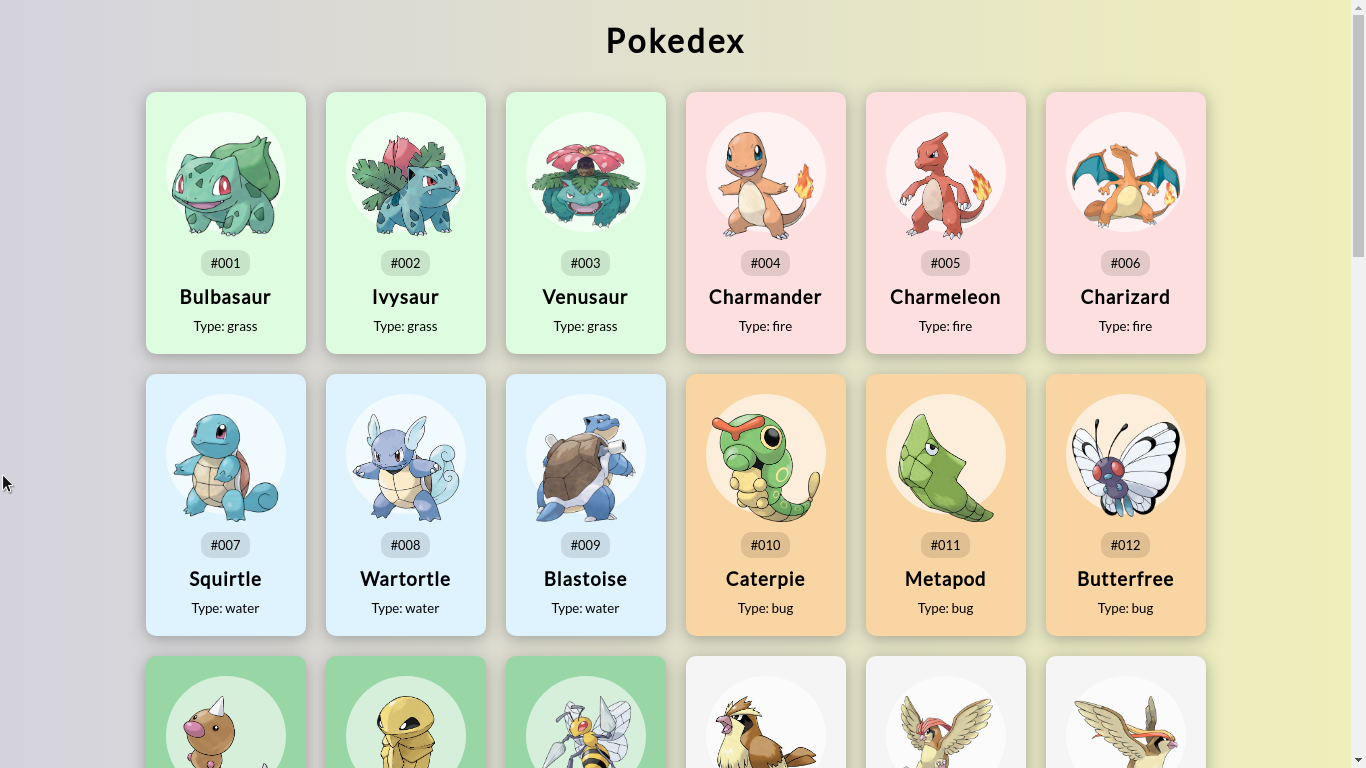 Pokedex
#001
Bulbasaur
Type: grass
#002
Ivysaur
Type: grass
#003
Venusaur
Type: grass
#004
Charmander
Type: fire
#005
Charmeleon
Type: fire
#006
Charizard
Type: fire
#007
Squirtle
Type: water
#008
Wartortle
Type: water
#009
Blastoise
Type: water
#010
Caterpie
Type: bug
#011
Metapod
Type: bug
#012
Butterfree
Type: bug